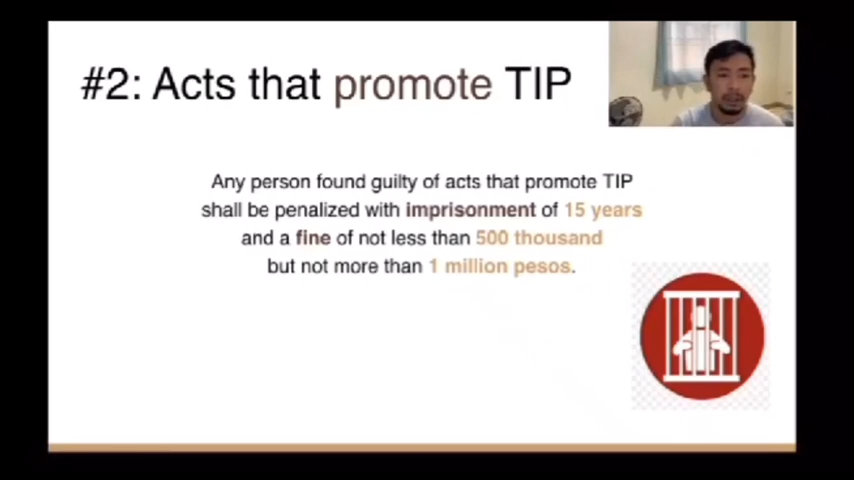 #2: Acts that promote TIP
Any person found guilty of acts that promote TIP
shall be penalized with imprisonment of 15 years
and a fine of not less than 500 thousand
but not more than 1 million pesos.